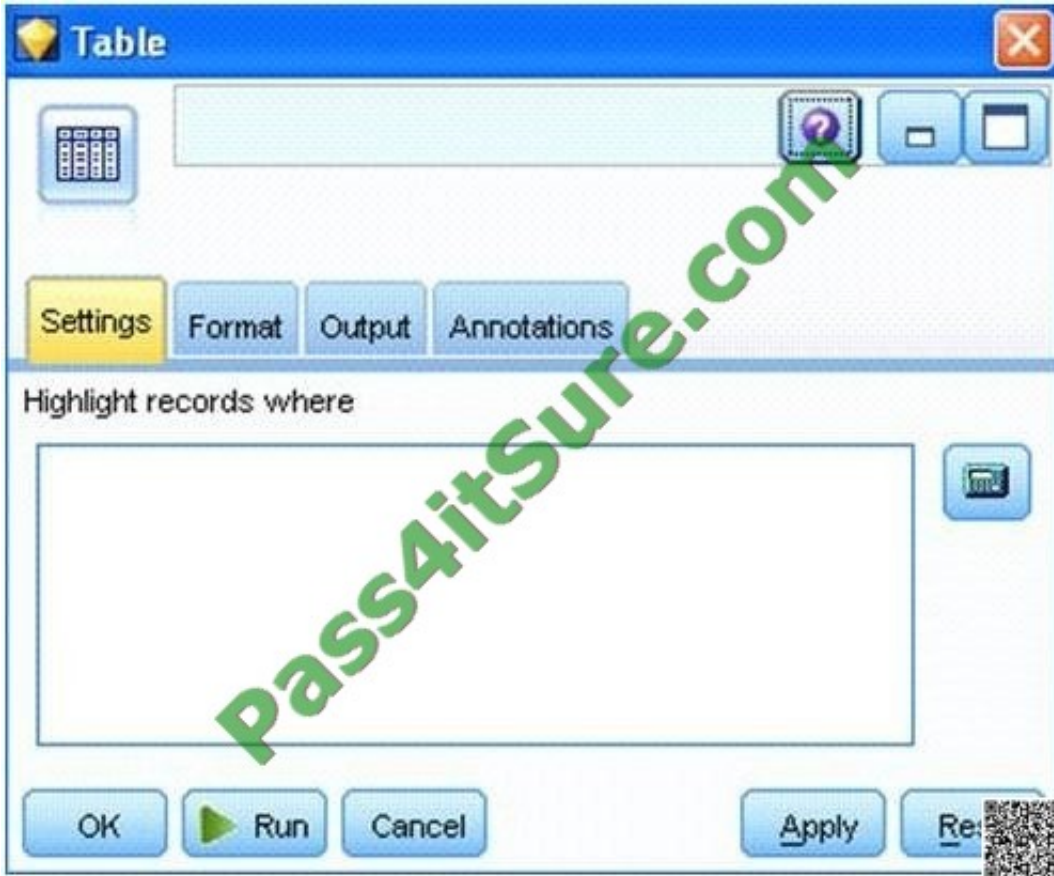 Table
Settings
Format
Output
Annotations
Highlight records where
Pass4itSure.com
OK
Run
Cancel
Apply